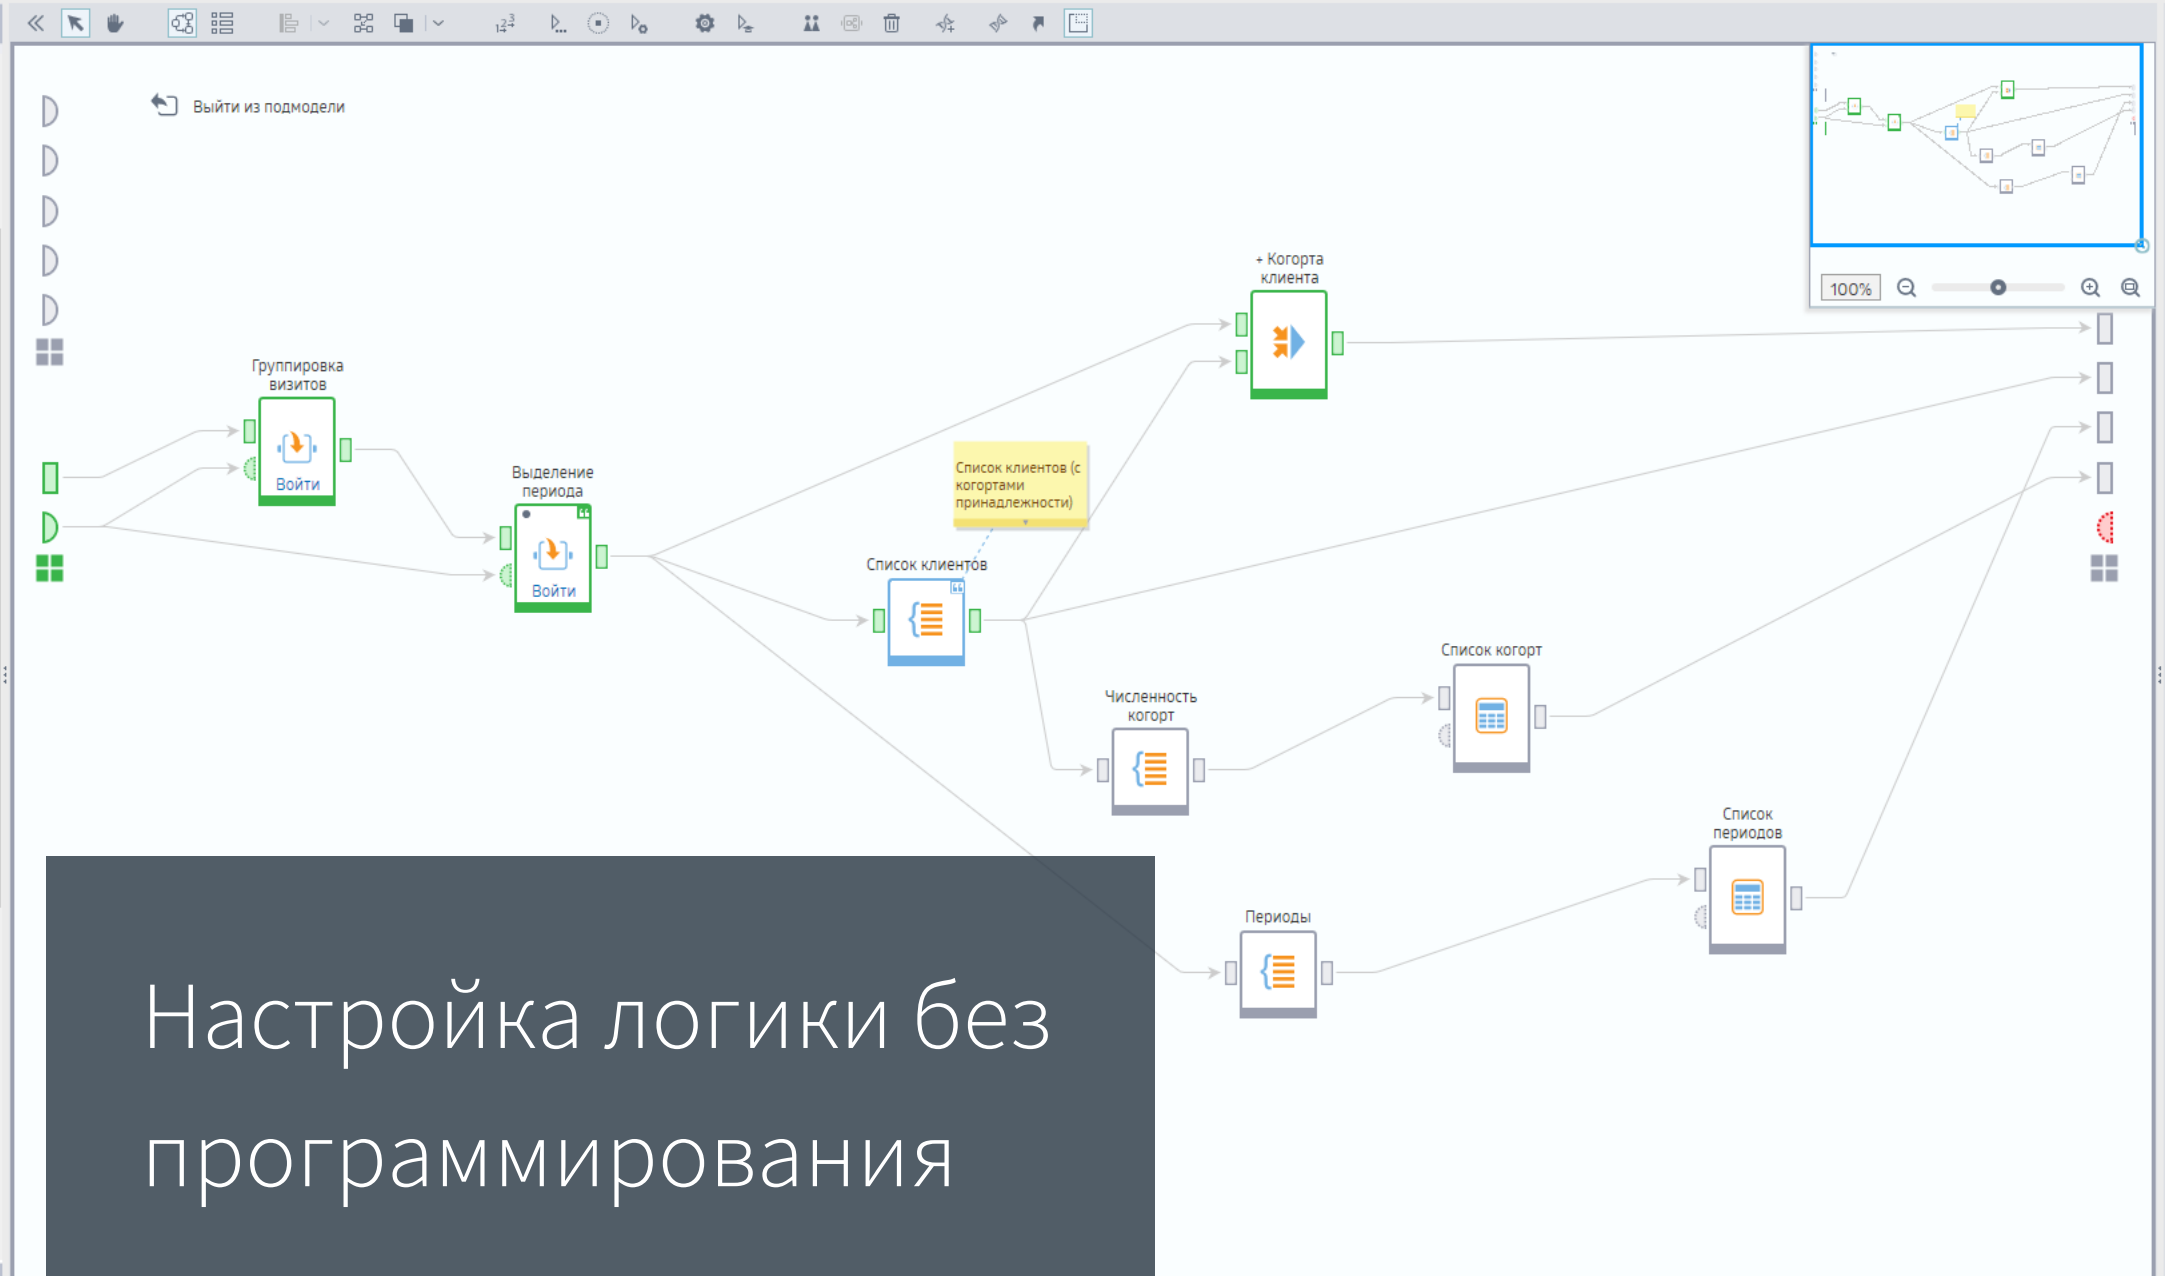 Выйти из подмодели
100%
+ Когорта
клиента
Группировка
визитов
Войти
Выделение
периода
Войти
Список клиентов (с
когортами
принадлежности)
Список клиентов
Численность
когорт
Список когорт
Список
периодов
Периоды
Настройка логики без
программирования